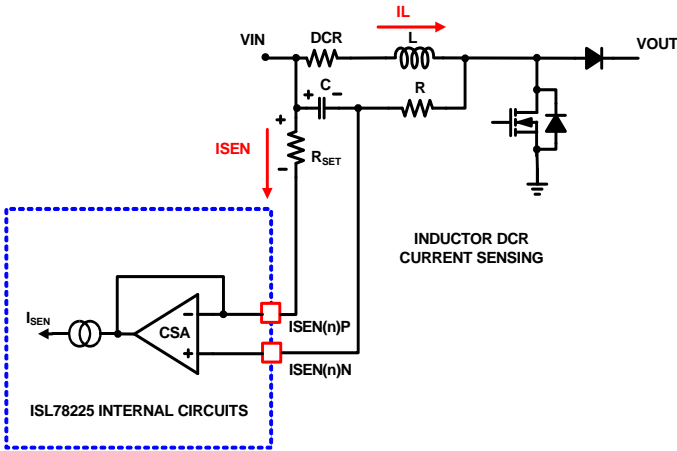 IL
VIN
DCR
L
VOUT
+
C
−
R
+
ISEN
RSET
−
INDUCTOR DCR
CURRENT SENSING
ISEN
−
CSA
+
ISEN(n)P
ISEN(n)N
ISL78225 INTERNAL CIRCUITS